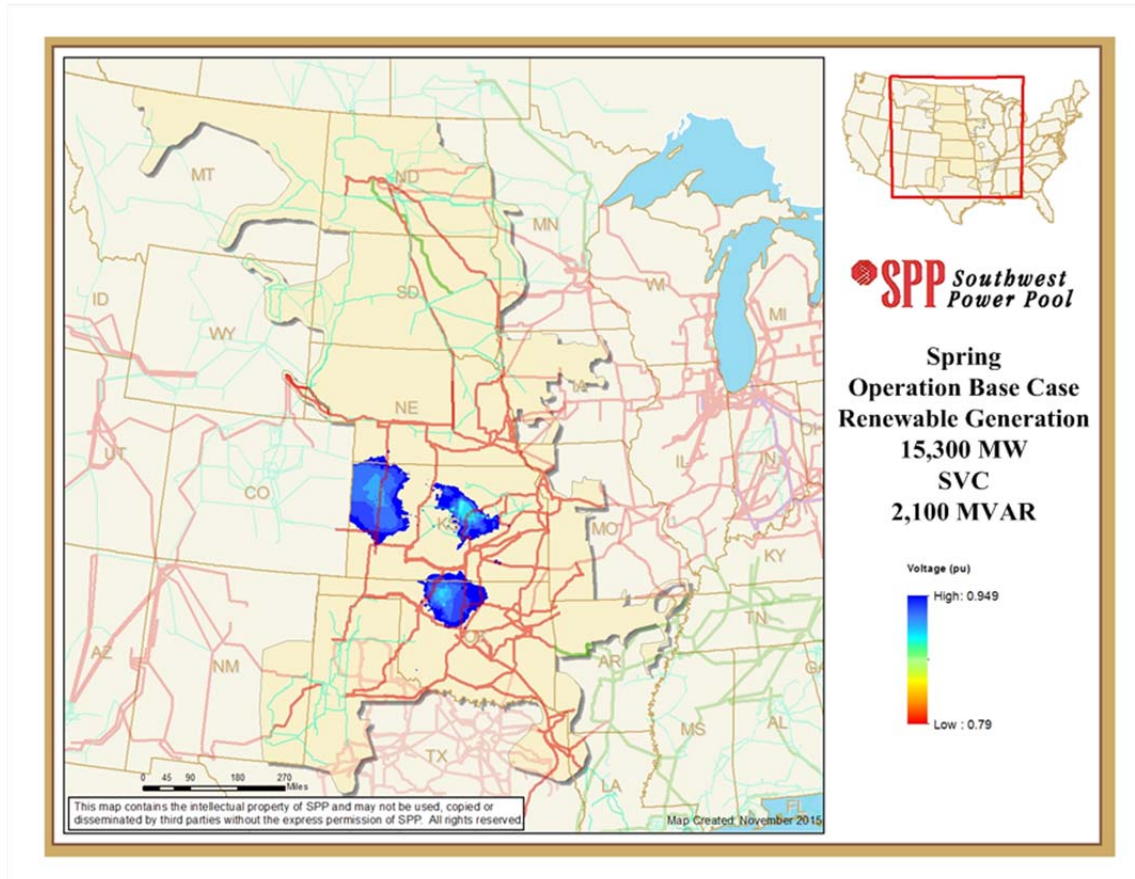 MT
ND
MN
ID
WY
SD
WI
MI
NE
IA
UT
CO
KS
IL
IN
OH
MO
KY
AZ
NM
OK
AR
TN
MS
AL
GA
TX
LA
FL
0 45 90 180 270
Miles
This map contains the intellectual property of SPP and may not be used, copied or
disseminated by third parties without the express permission of SPP. All rights reserved
Map Created: November 2015
SPP Southwest
Power Pool
Spring
Operation Base Case
Renewable Generation
15,300 MW
SVC
2,100 MVAR
Voltage (pu)
High: 0.949
Low : 0.79